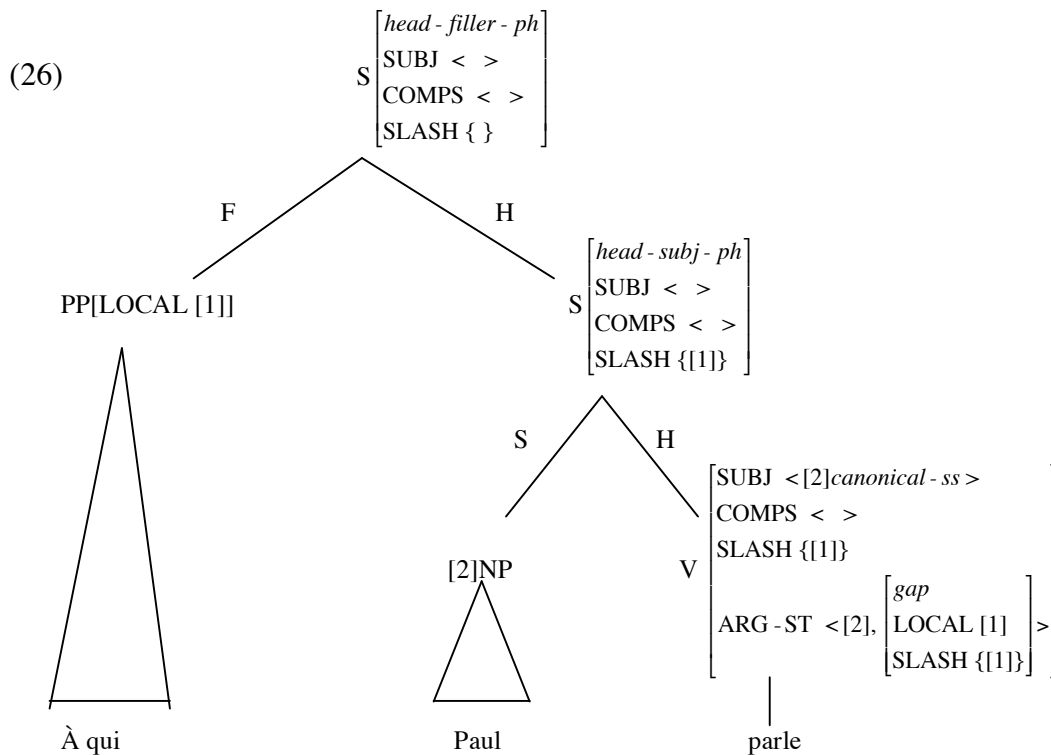 (26)
S
head - filler - ph
SUBJ < >
COMPS < >
SLASH { }
F
H
PP[LOCAL [1]]
S
head - subj - ph
SUBJ < >
COMPS < >
SLASH {[1]}
S
H
[2]NP
V
SUBJ <[2]canonical - ss >
COMPS < >
SLASH {[1]}
ARG - ST <[2], [gap
LOCAL [1]
SLASH {[1]}] >
À qui
Paul
parle